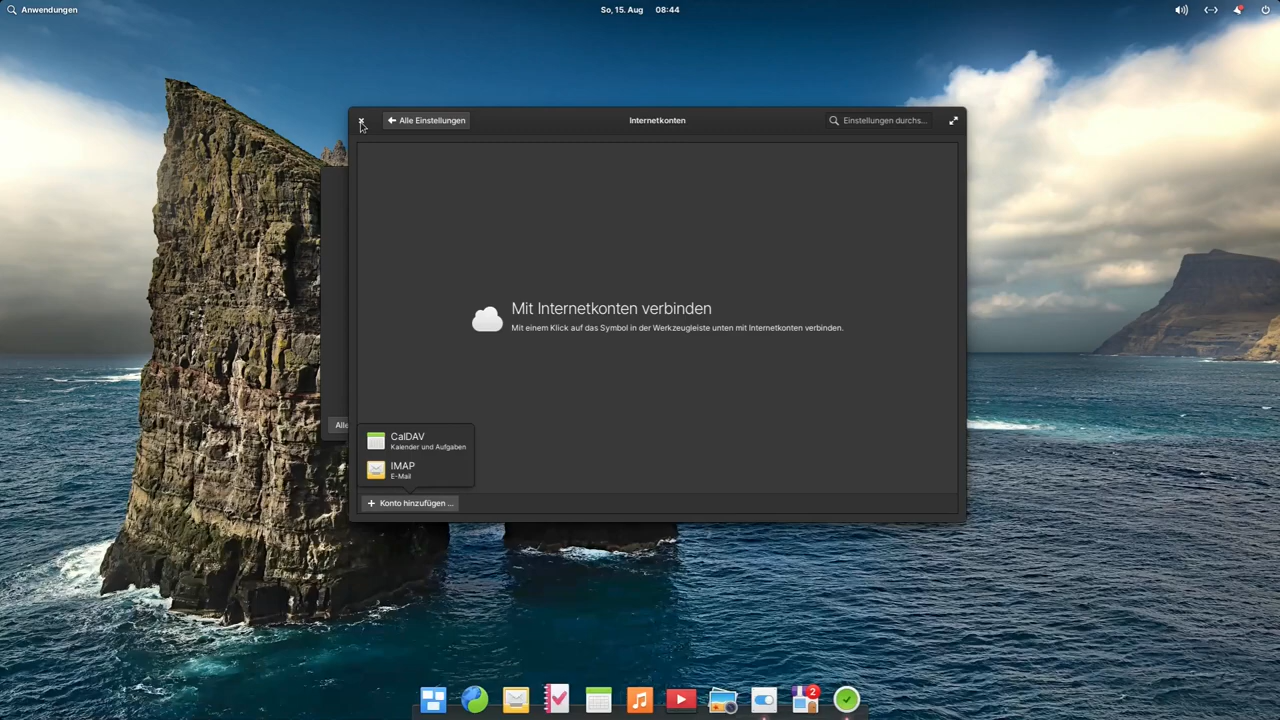 Anwendungen
So, 15. Aug 08:44
Alle Einstellungen
Internetkonten
Einstellungen durchs...
Mit Internetkonten verbinden
Mit einem Klick auf das Symbol in der Werkzeugleiste unten mit Internetkonten verbinden.
Alle
CalDAV
Kalender und Aufgaben
IMAP
E-Mail
Konto hinzufügen ...
2